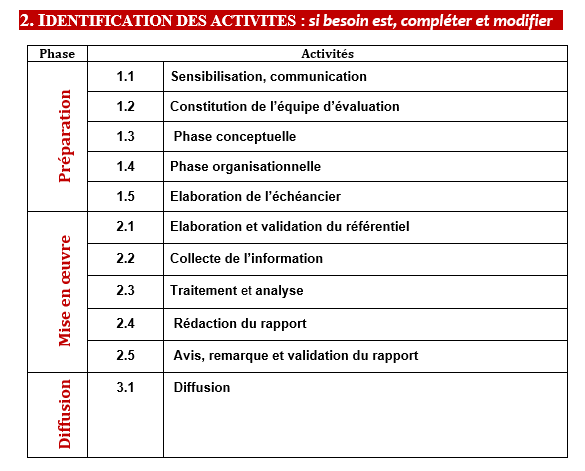 2. IDENTIFICATION DES ACTIVITES : si besoin est, compléter et modifier
Phase Activités
Préparation
1.1 Sensibilisation, communication
1.2 Constitution de l'équipe d'évaluation
1.3 Phase conceptuelle
1.4 Phase organisationnelle
1.5 Elaboration de l'échéancier
Mise en œuvre
2.1 Elaboration et validation du référentiel
2.2 Collecte de l'information
2.3 Traitement et analyse
2.4 Rédaction du rapport
2.5 Avis, remarque et validation du rapport
Diffusion
3.1 Diffusion